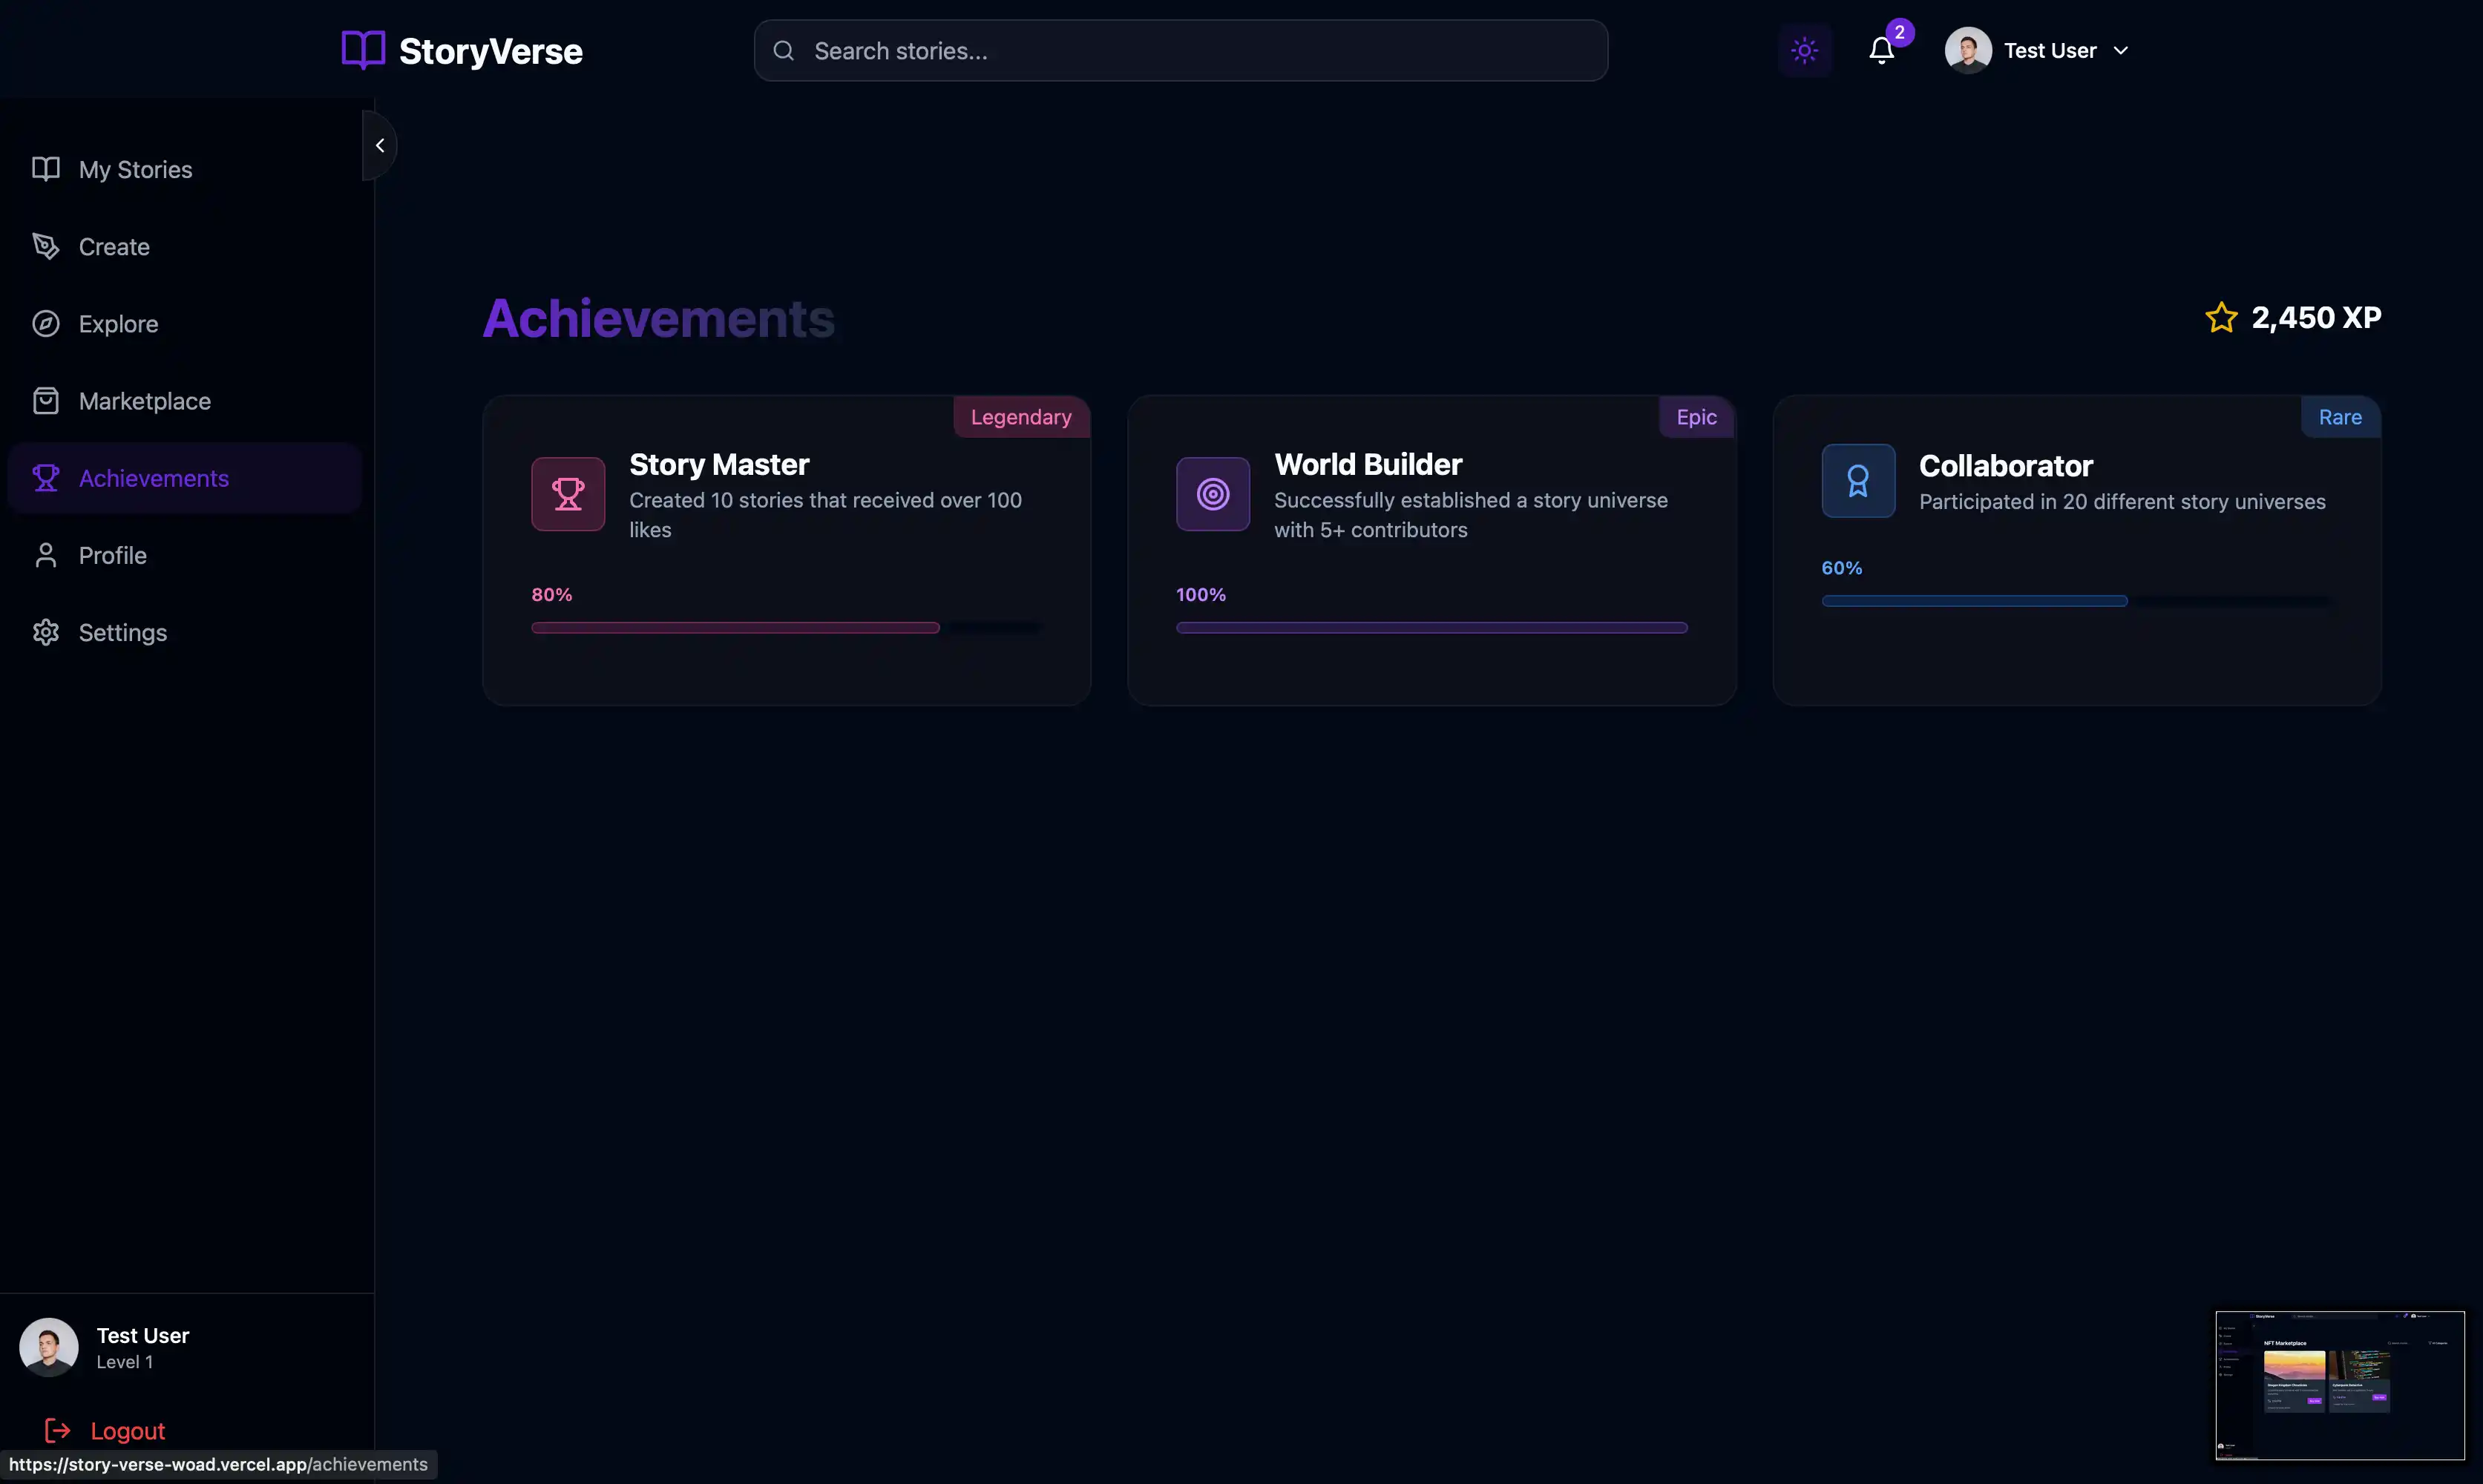 StoryVerse
Search stories...
2
Test User
My Stories
Create
Explore
Marketplace
Achievements
Profile
Settings
Achievements
2,450 XP
Legendary
Story Master
Created 10 stories that received over 100
likes
80%
Epic
World Builder
Successfully established a story universe
with 5+ contributors
100%
Rare
Collaborator
Participated in 20 different story universes
60%
Test User
Level 1
Logout
https://story-verse-woad.vercel.app/achievements
NFT Marketplace